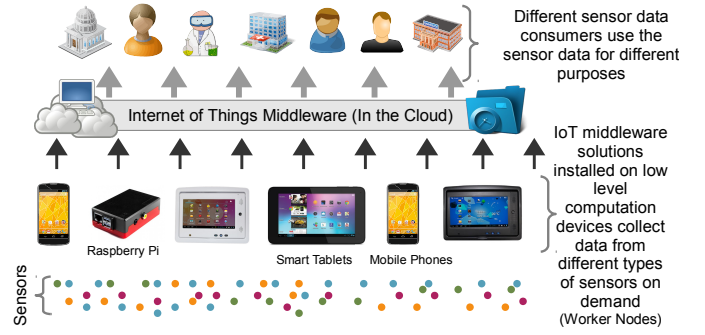 Different sensor data
consumers use the
sensor data for different
purposes
Internet of Things Middleware (In the Cloud)
IoT middleware
solutions
installed on low
level
computation
devices collect
data from
different types
of sensors on
demand
(Worker Nodes)
Raspberry Pi
Smart Tablets
Mobile Phones
Sensors